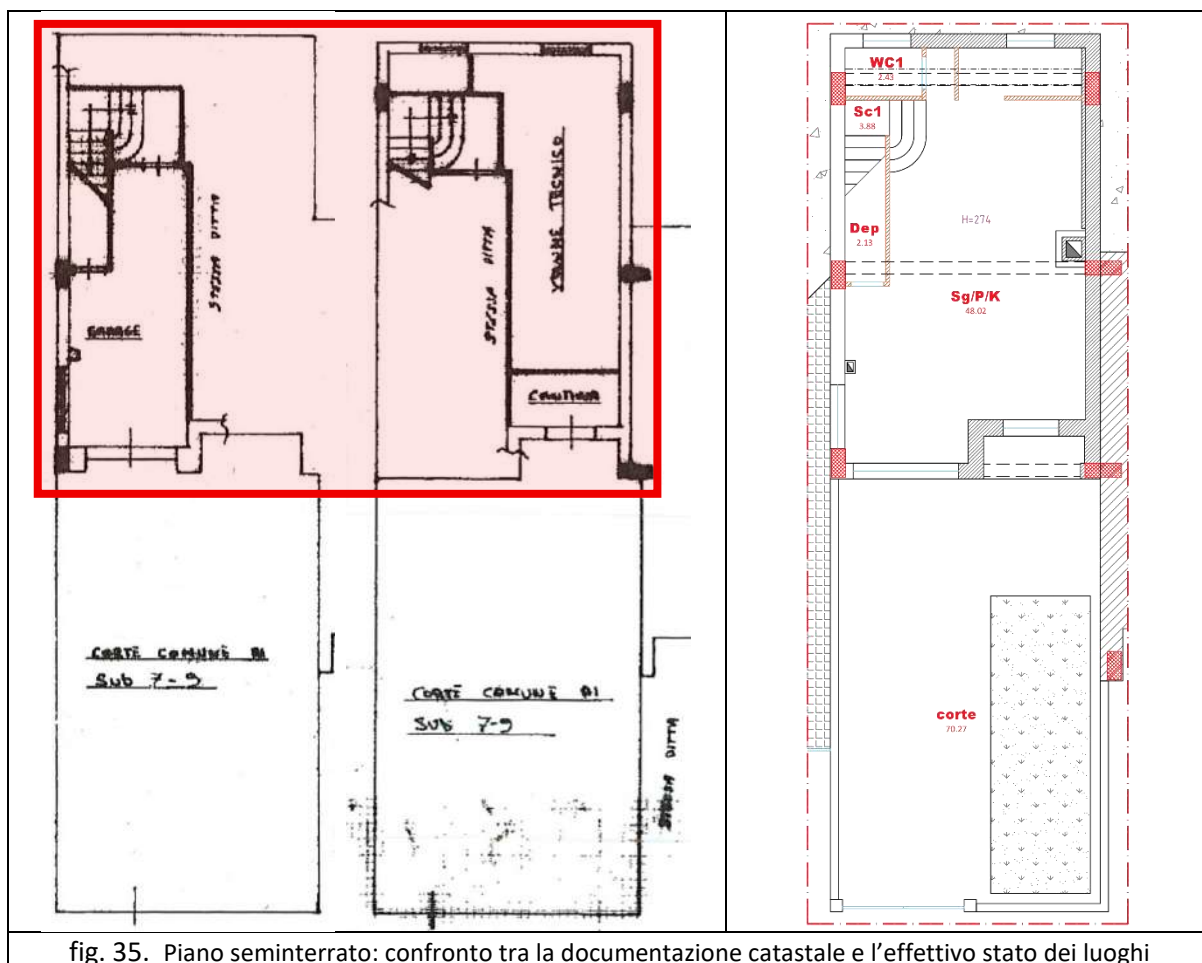 GARAGE
STESSA DITTA
CORTE COMUNE AI
SUB 7-9
STESSA DITTA
VANE TECNICO
CANTINA
CORTE COMUNE AI
SUB 7-9
STESSA DITTA
WC1
2.43
Sc1
3.88
H=274
Dep
2.13
Sg/P/K
48.02
corte
70.27
fig. 35. Piano seminterrato: confronto tra la documentazione catastale e l'effettivo stato dei luoghi